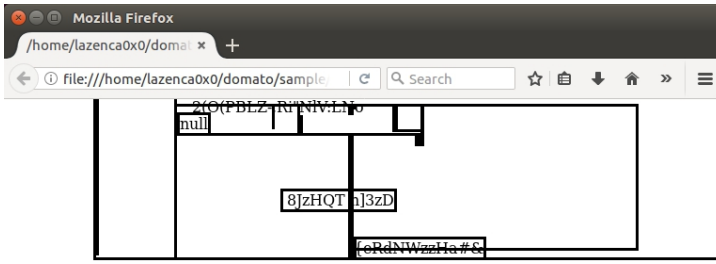 Mozilla Firefox
/home/lazenca0x0/domat
file:///home/lazenca0x0/domato/sample/
Search
null
8JzHQT n]3zD
{eRdNWzzHa#&